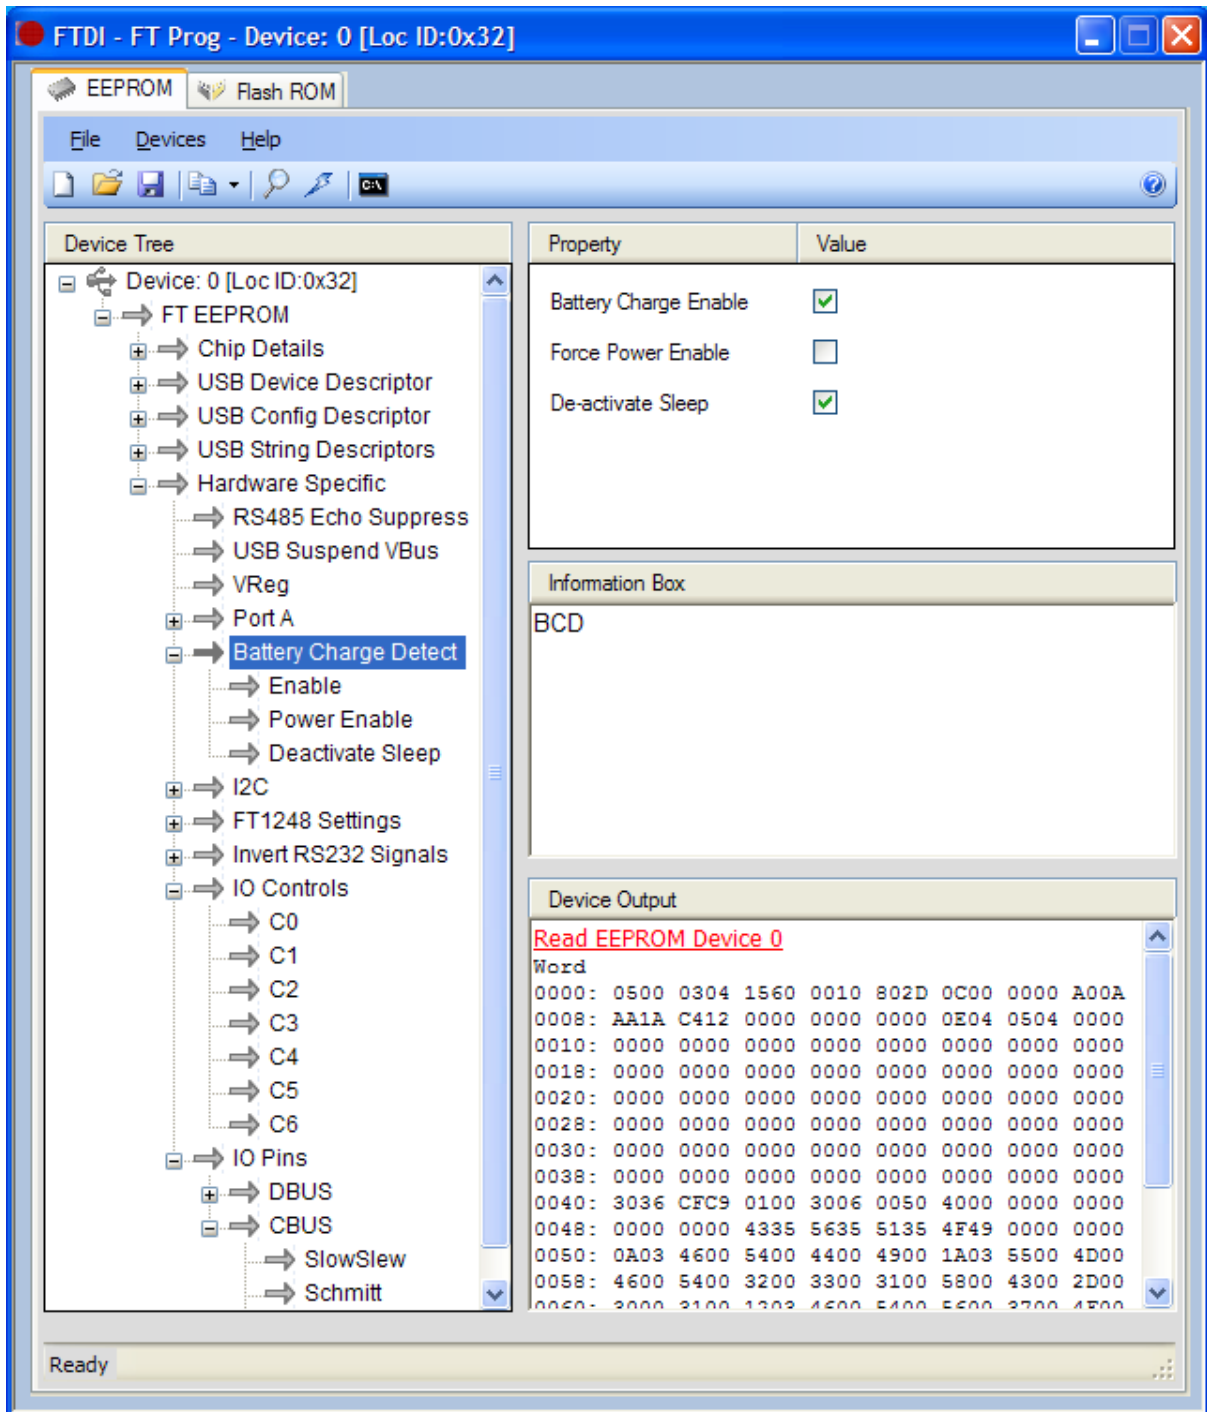 FTDI - FT Prog - Device: 0 [Loc ID:0x32]
EEPROM
Flash ROM
File Devices Help
C:\
Device Tree
Device: 0 [Loc ID:0x32]
FT EEPROM
Chip Details
USB Device Descriptor
USB Config Descriptor
USB String Descriptors
Hardware Specific
RS485 Echo Suppress
USB Suspend VBus
VReg
Port A
Battery Charge Detect
Enable
Power Enable
Deactivate Sleep
I2C
FT1248 Settings
Invert RS232 Signals
IO Controls
C0
C1
C2
C3
C4
C5
C6
IO Pins
DBUS
CBUS
SlowSlew
Schmitt
Property Value
Battery Charge Enable
Force Power Enable
De-activate Sleep
Information Box
BCD
Device Output
Read EEPROM Device 0
Word
0000: 0500 0304 1560 0010 802D 0C00 0000 A00A
0008: AA1A C412 0000 0000 0000 0E04 0504 0000
0010: 0000 0000 0000 0000 0000 0000 0000 0000
0018: 0000 0000 0000 0000 0000 0000 0000 0000
0020: 0000 0000 0000 0000 0000 0000 0000 0000
0028: 0000 0000 0000 0000 0000 0000 0000 0000
0030: 0000 0000 0000 0000 0000 0000 0000 0000
0038: 0000 0000 0000 0000 0000 0000 0000 0000
0040: 3036 CFC9 0100 3006 0050 4000 0000 0000
0048: 0000 0000 4335 5635 5135 4F49 0000 0000
0050: 0A03 4600 5400 4400 4900 1A03 5500 4D00
0058: 4600 5400 3200 3300 3100 5800 4300 2D00
0060: 3000 3100 1203 4600 5400 5600 3700 4F00
Ready